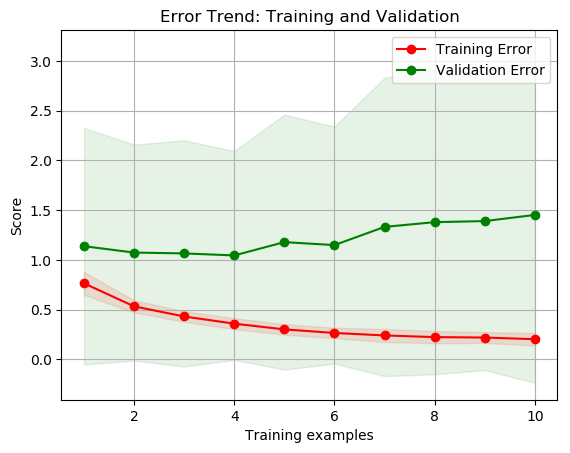 Error Trend: Training and Validation
Training Error
Validation Error
3.0
2.5
2.0
1.5
1.0
0.5
0.0
Score
2
4
6
8
10
Training examples